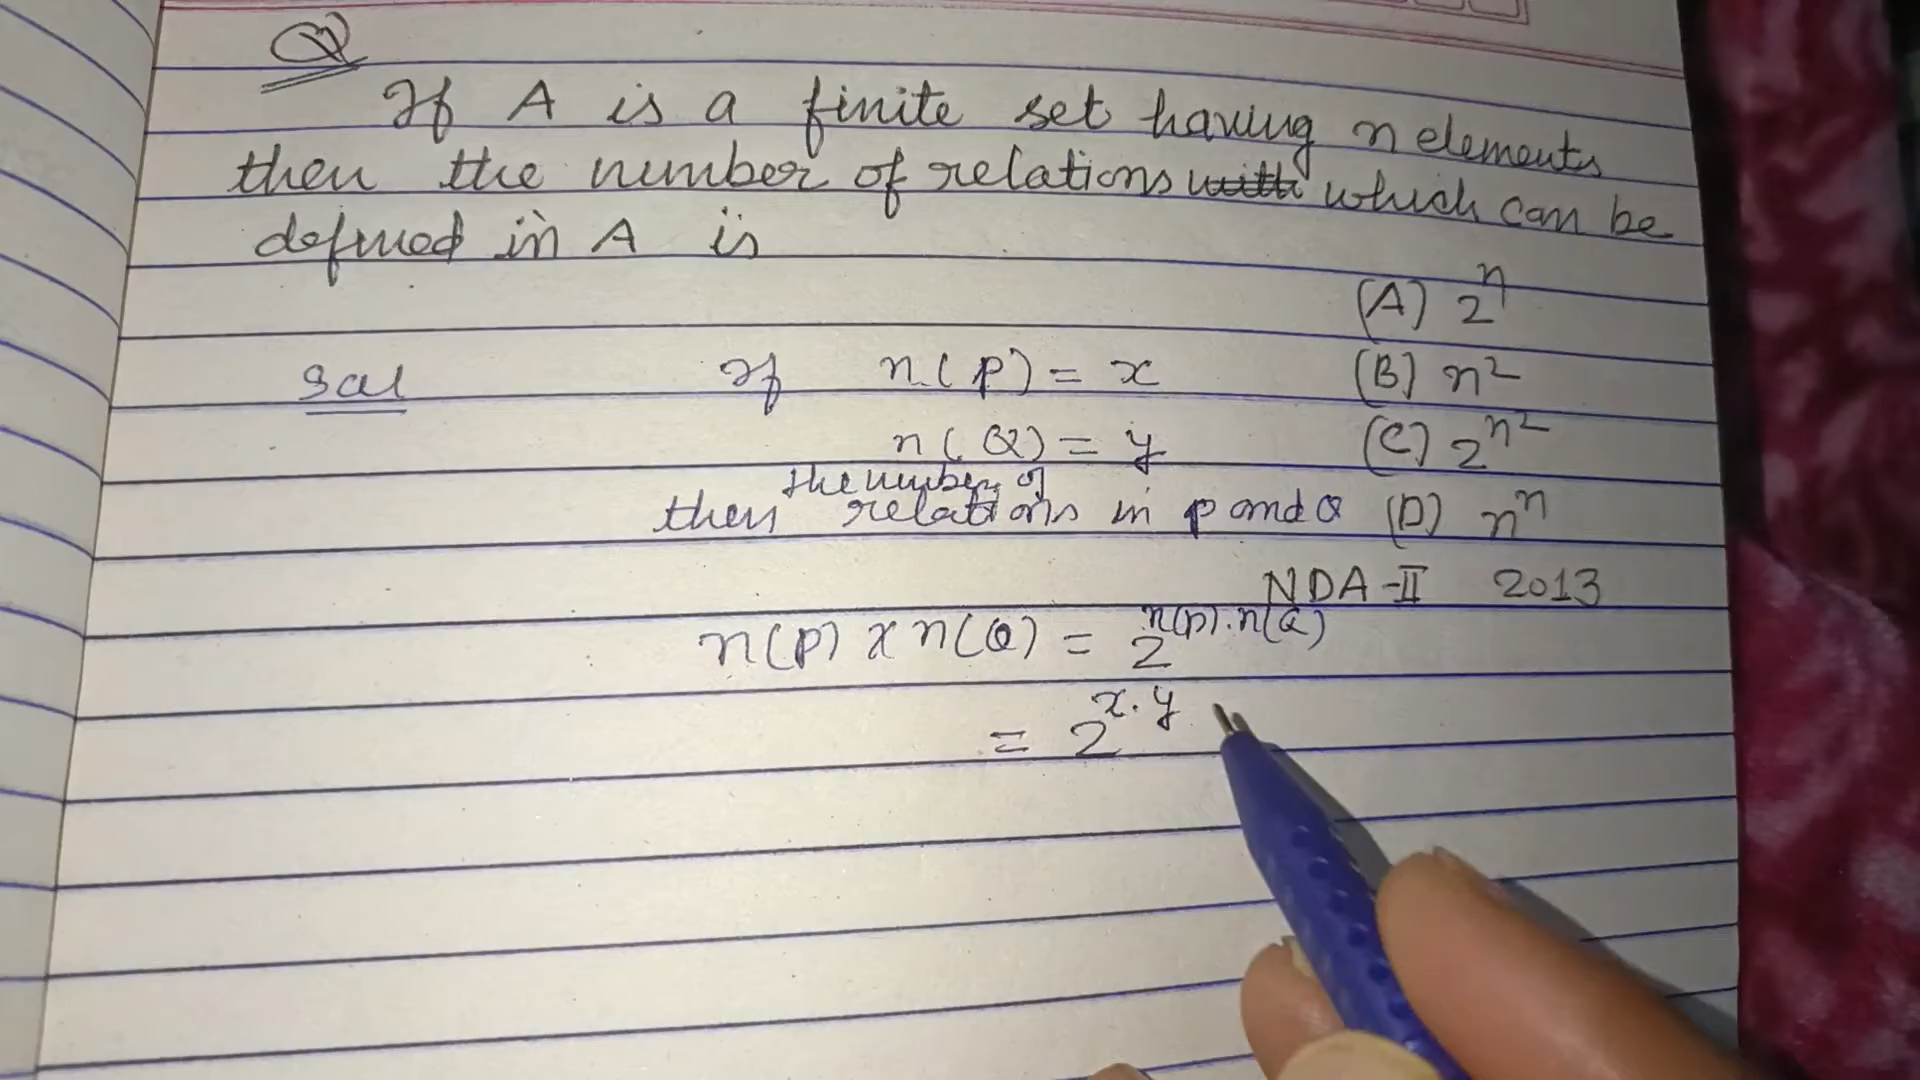 Q
If A is a finite set having n elements
then the number of relations which can be
defined in A is
(A) 2^n
Sol If n(P) = x (B) n^2
n(Q) = y (C) 2^n^2
the number of
then relations in P and Q (D) n^n
NDA-II 2013
n(P) x n(Q) = 2^n(P).n(Q)
= 2^x.y